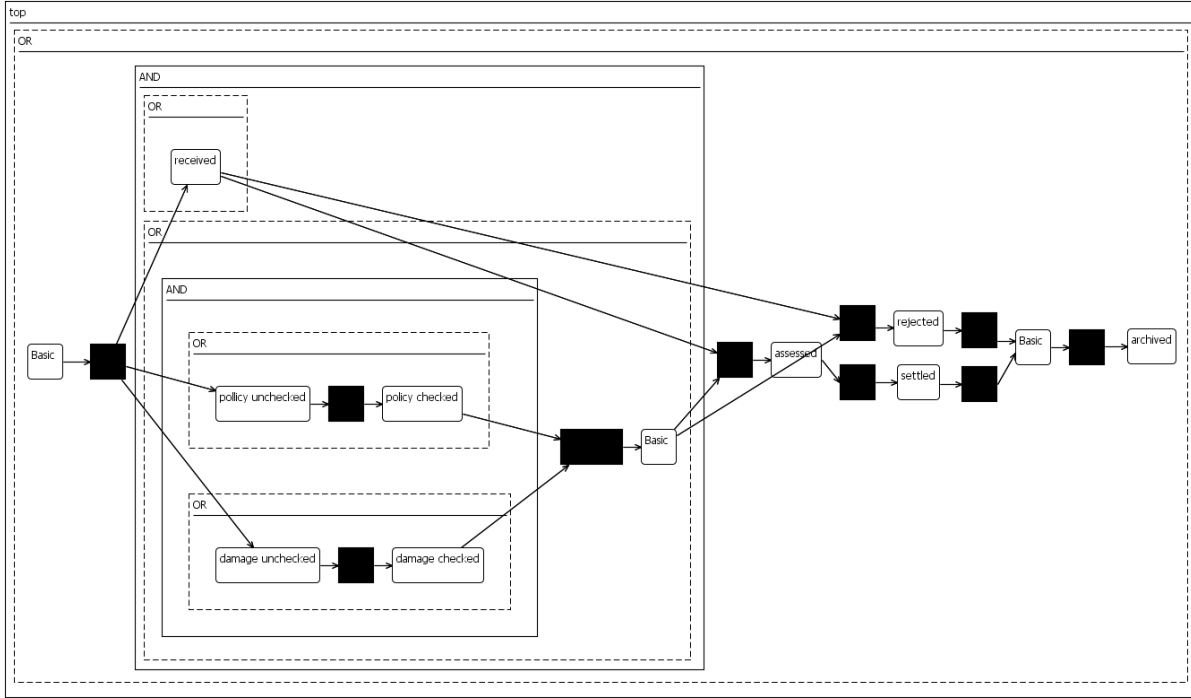 top
OR
AND
OR
received
OR
AND
OR
Basic
pollicy unchecked
policy checked
OR
damage unchecked
damage checked
Basic
assessed
rejected
settled
Basic
archived